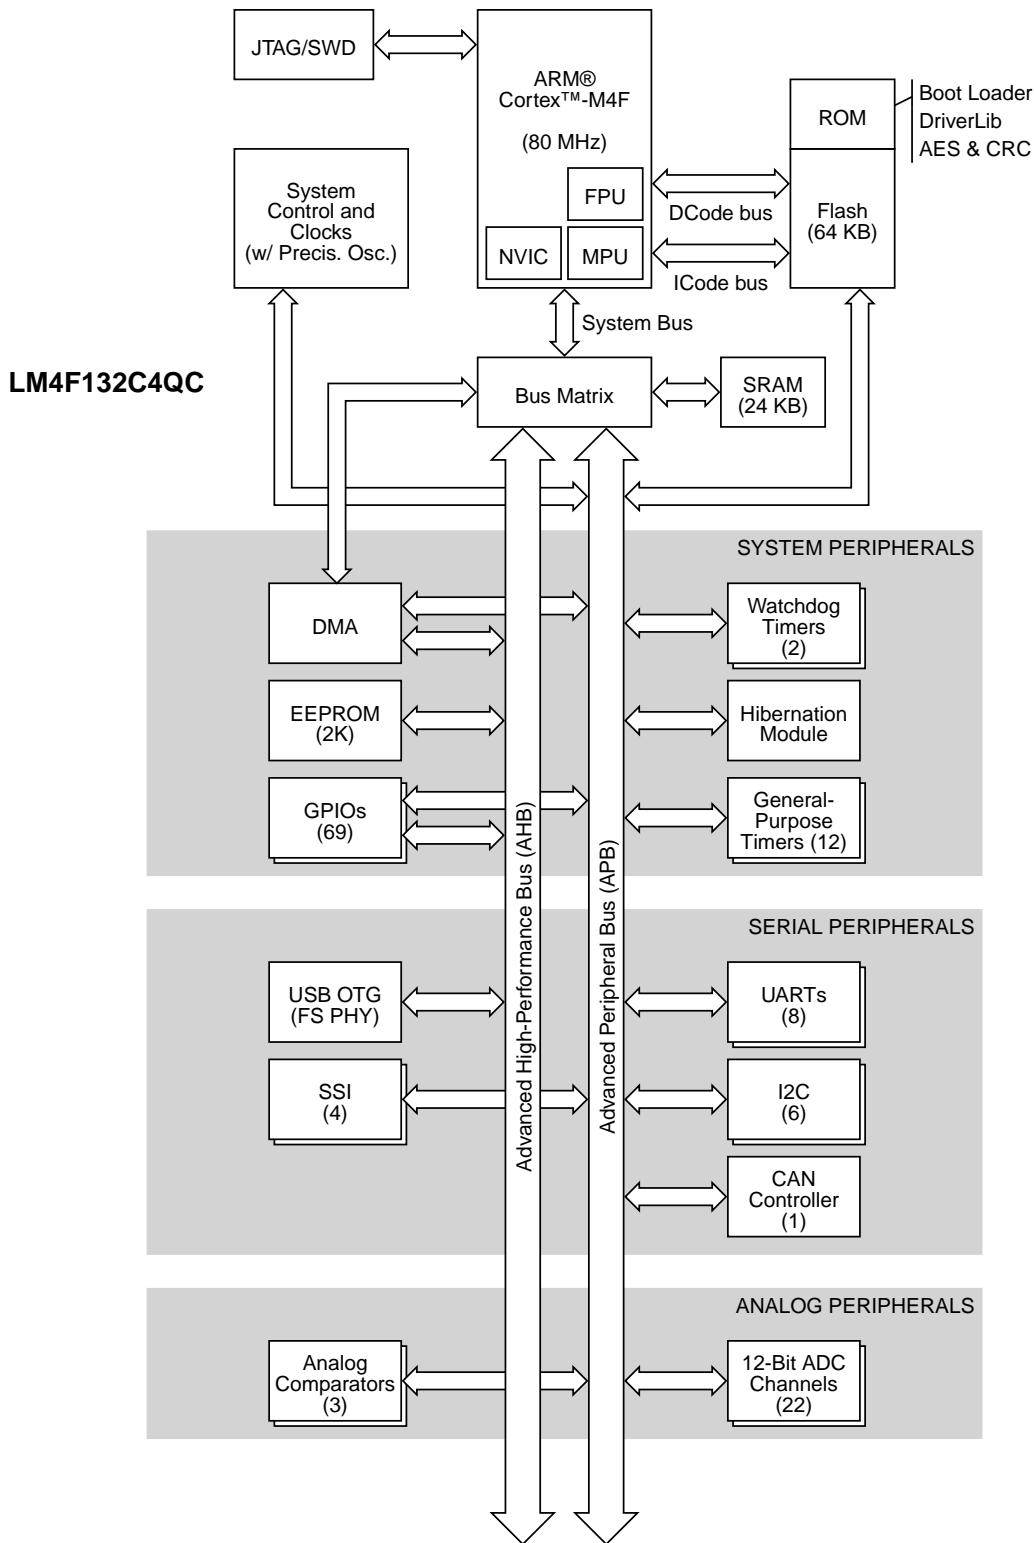 JTAG/SWD
ARM®
Cortex™-M4F
(80 MHz)
FPU
NVIC
MPU
ROM
Boot Loader
DriverLib
AES & CRC
Flash
(64 KB)
DCode bus
ICode bus
System
Control and
Clocks
(w/ Precis. Osc.)
System Bus
LM4F132C4QC
Bus Matrix
SRAM
(24 KB)
SYSTEM PERIPHERALS
DMA
Watchdog
Timers
(2)
EEPROM
(2K)
Hibernation
Module
GPIOs
(69)
General-
Purpose
Timers (12)
Advanced High-Performance Bus (AHB)
Advanced Peripheral Bus (APB)
SERIAL PERIPHERALS
USB OTG
(FS PHY)
UARTs
(8)
SSI
(4)
I2C
(6)
CAN
Controller
(1)
ANALOG PERIPHERALS
Analog
Comparators
(3)
12-Bit ADC
Channels
(22)